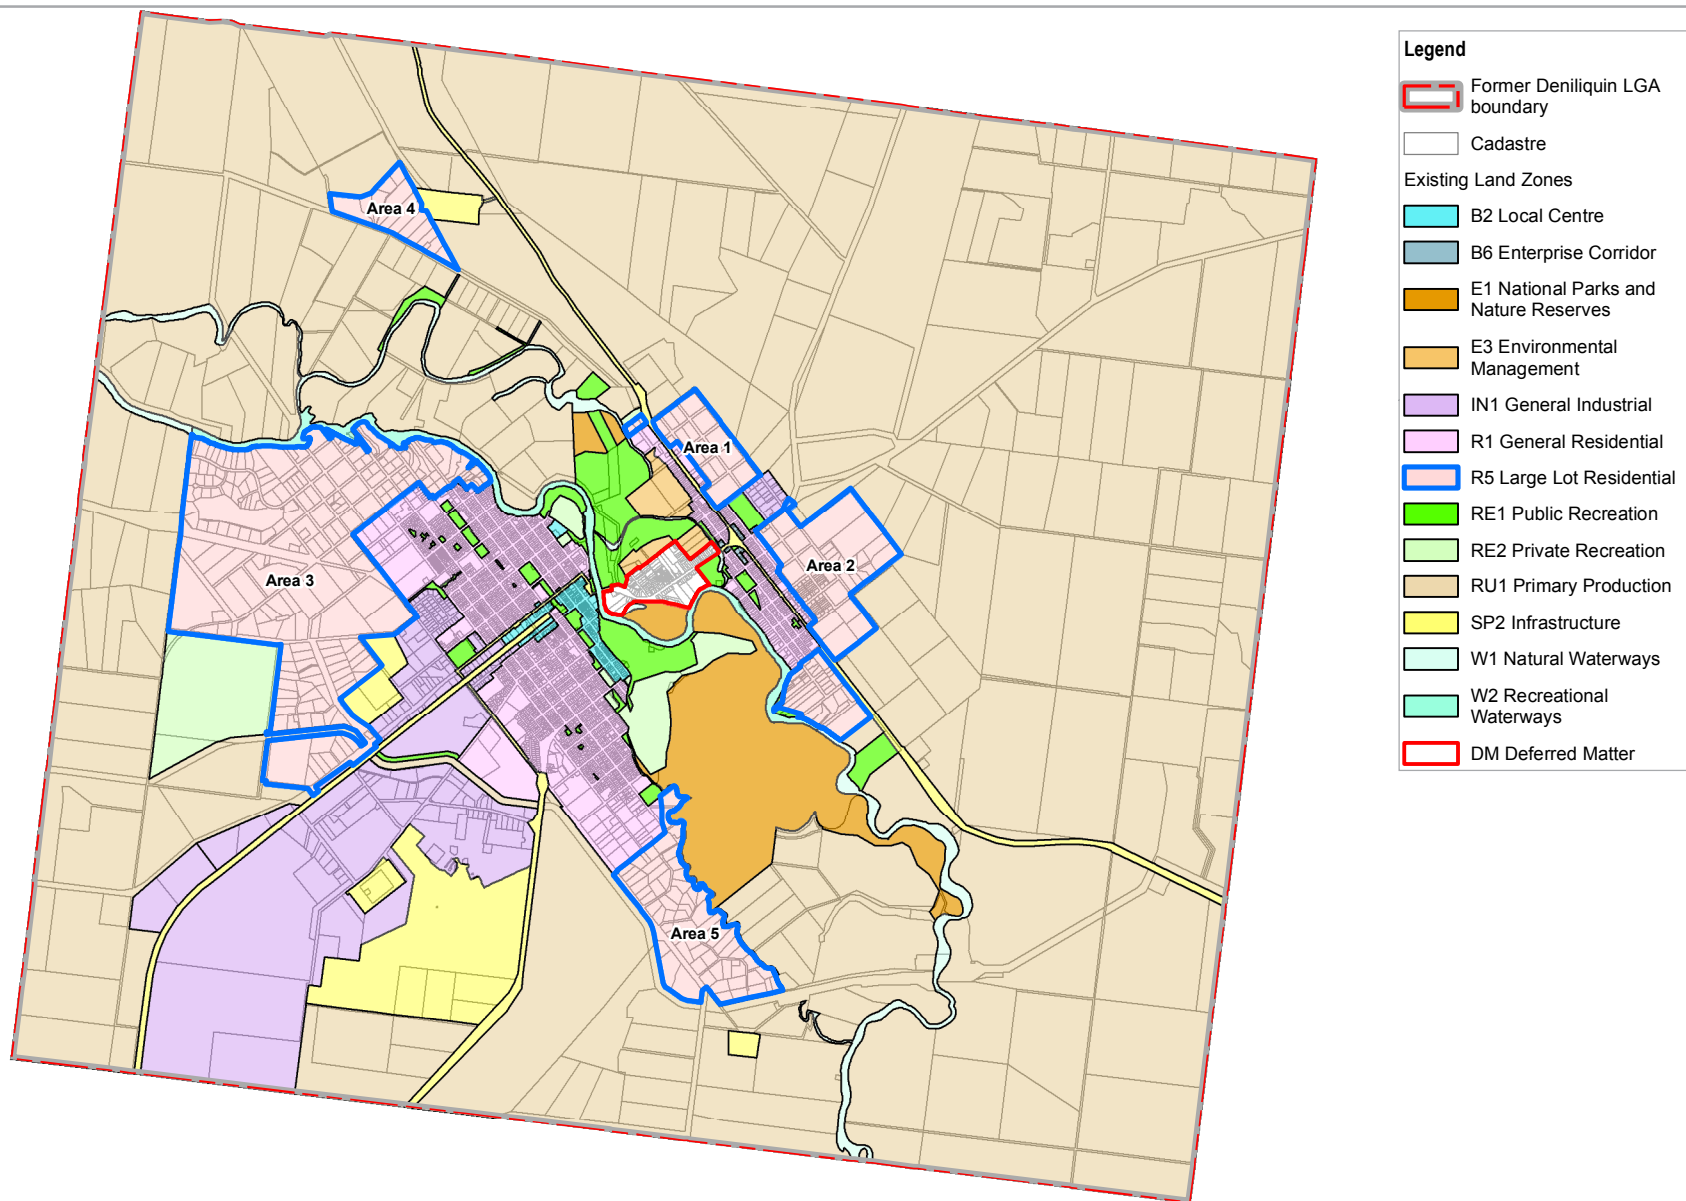 Legend
Former Deniliquin LGA
boundary
Cadastre
Existing Land Zones
B2 Local Centre
B6 Enterprise Corridor
E1 National Parks and
Nature Reserves
E3 Environmental
Management
IN1 General Industrial
R1 General Residential
R5 Large Lot Residential
RE1 Public Recreation
RE2 Private Recreation
RU1 Primary Production
SP2 Infrastructure
W1 Natural Waterways
W2 Recreational
Waterways
DM Deferred Matter
Area 4
Area 1
Area 2
Area 3
Area 5